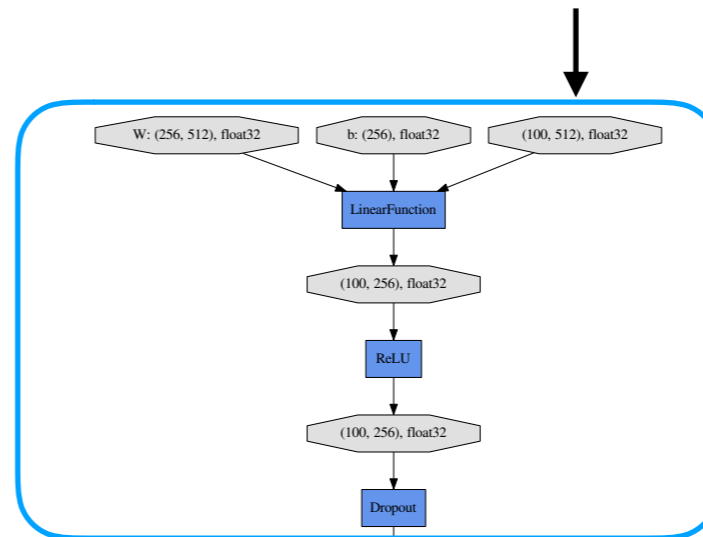 W: (256, 512), float32
b: (256), float32
(100, 512), float32
LinearFunction
(100, 256), float32
ReLU
(100, 256), float32
Dropout